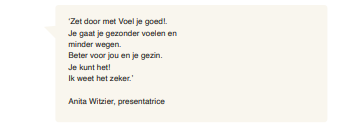 ‘Zet door met Voel je goed!.
Je gaat je gezonder voelen en
minder wegen.
Beter voor jou en je gezin.
Je kunt het!
Ik weet het zeker.’
Anita Witzier, presentatrice